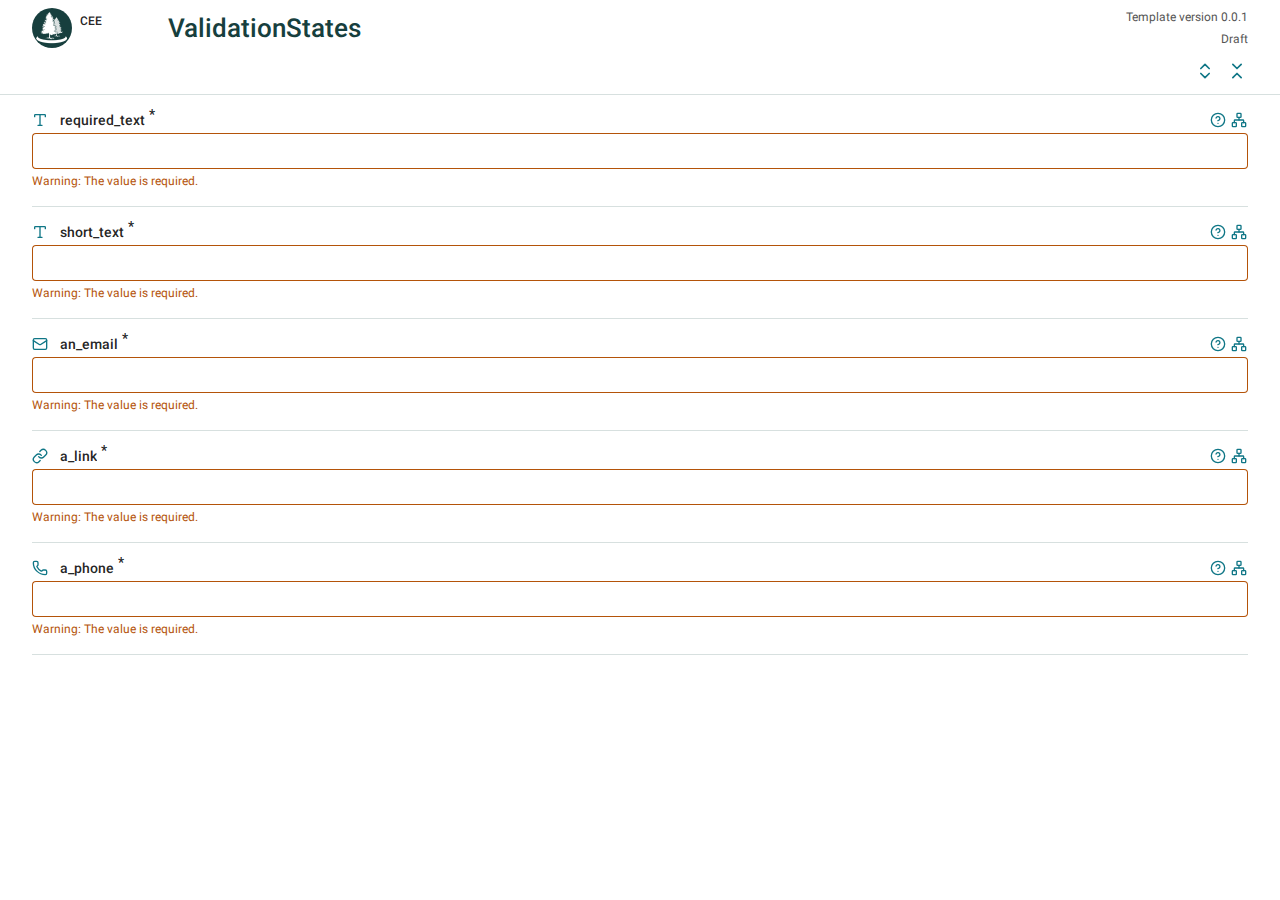 CEE
ValidationStates
Template version 0.0.1
Draft
required_text *
Warning: The value is required.
short_text *
Warning: The value is required.
an_email *
Warning: The value is required.
a_link *
Warning: The value is required.
a_phone *
Warning: The value is required.